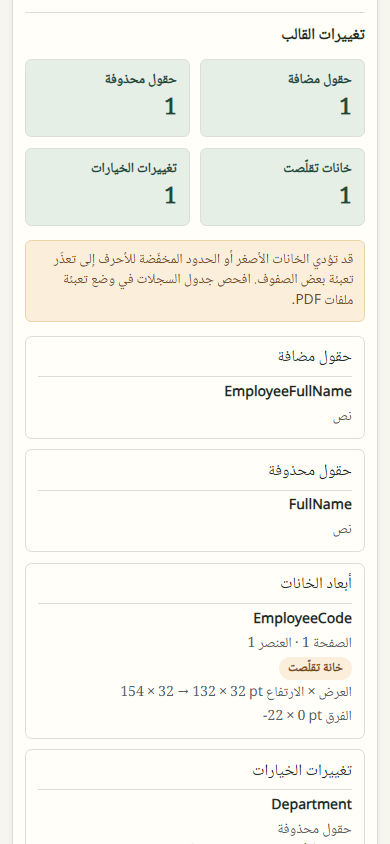 تغييرات القالب
حقول مضافة
1
حقول محذوفة
1
خانات تقلّصت
1
تغييرات الخيارات
1
قد تؤدي الخانات الأصغر أو الحدود المخفّضة للأحرف إلى تعذّر
تعبئة بعض الصفوف. افحص جدول السجلات في وضع تعبئة
ملفات PDF.
حقول مضافة
EmployeeFullName
نص
حقول محذوفة
FullName
نص
أبعاد الخانات
EmployeeCode
الصفحة 1 · العنصر 1
خانة تقلّصت
العرض × الارتفاع 154 × 32 → 132 × 32 pt
الفرق -22 × 0 pt
تغييرات الخيارات
Department
حقول محذوفة